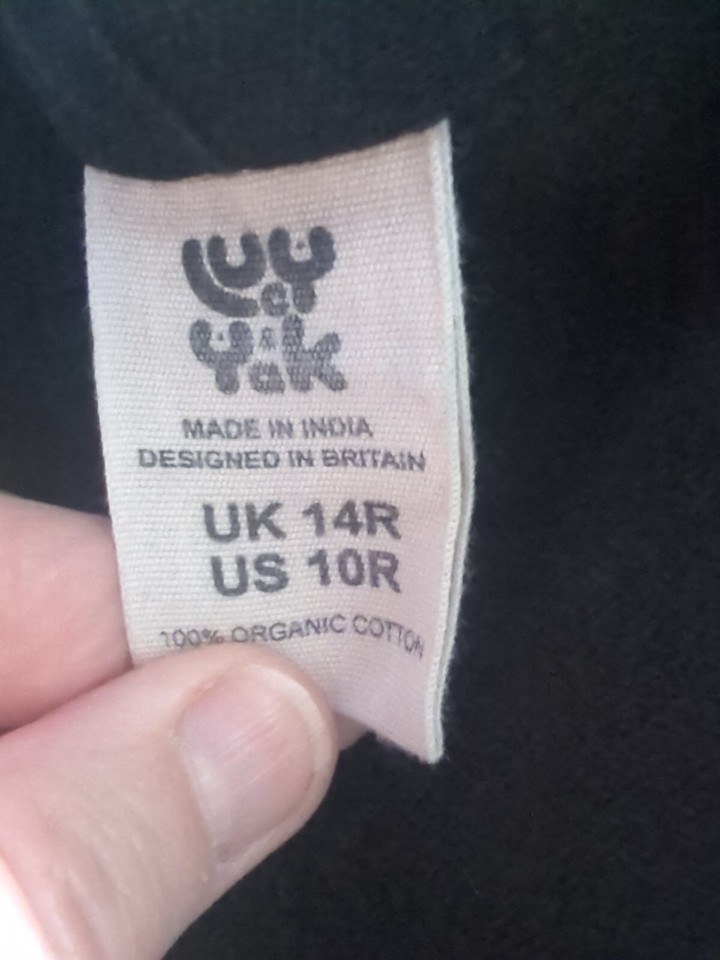 Lucy
& Yak
MADE IN INDIA
DESIGNED IN BRITAIN
UK 14R
US 10R
100% ORGANIC COTTON